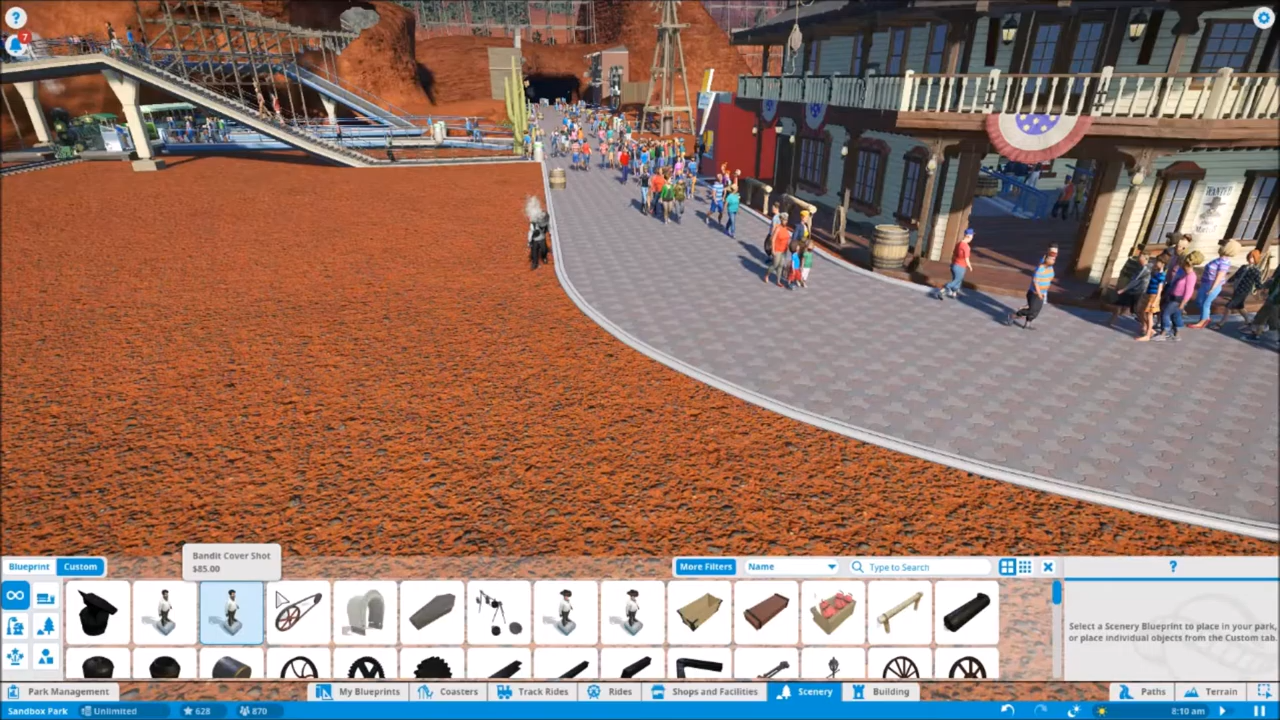 ?
7
WANTED
Bandit Cover Shot
$85.00
Blueprint
Custom
More Filters
Name
Type to Search
?
Select a Scenery Blueprint to place in your park,
or place individual objects from the Custom tab.
Park Management
My Blueprints
Coasters
Track Rides
Rides
Shops and Facilities
Scenery
Building
Paths
Terrain
Sandbox Park
Unlimited
628
870
8:10 am